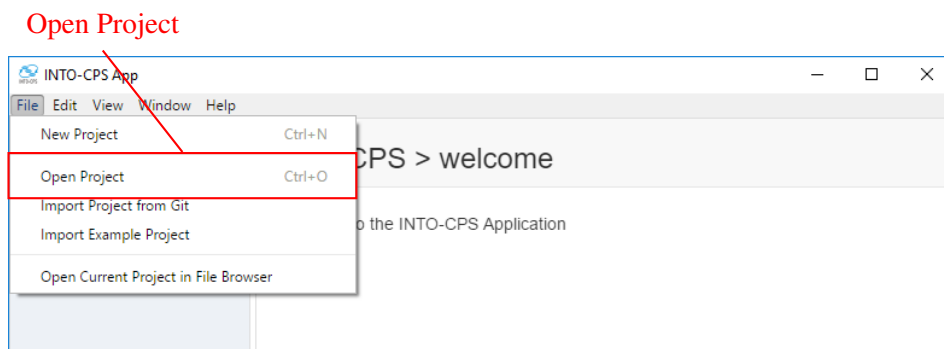 Open Project
INTO-CPS App
File Edit View Window Help
New Project Ctrl+N
CPS > welcome
Open Project Ctrl+O
Import Project from Git
o the INTO-CPS Application
Import Example Project
Open Current Project in File Browser